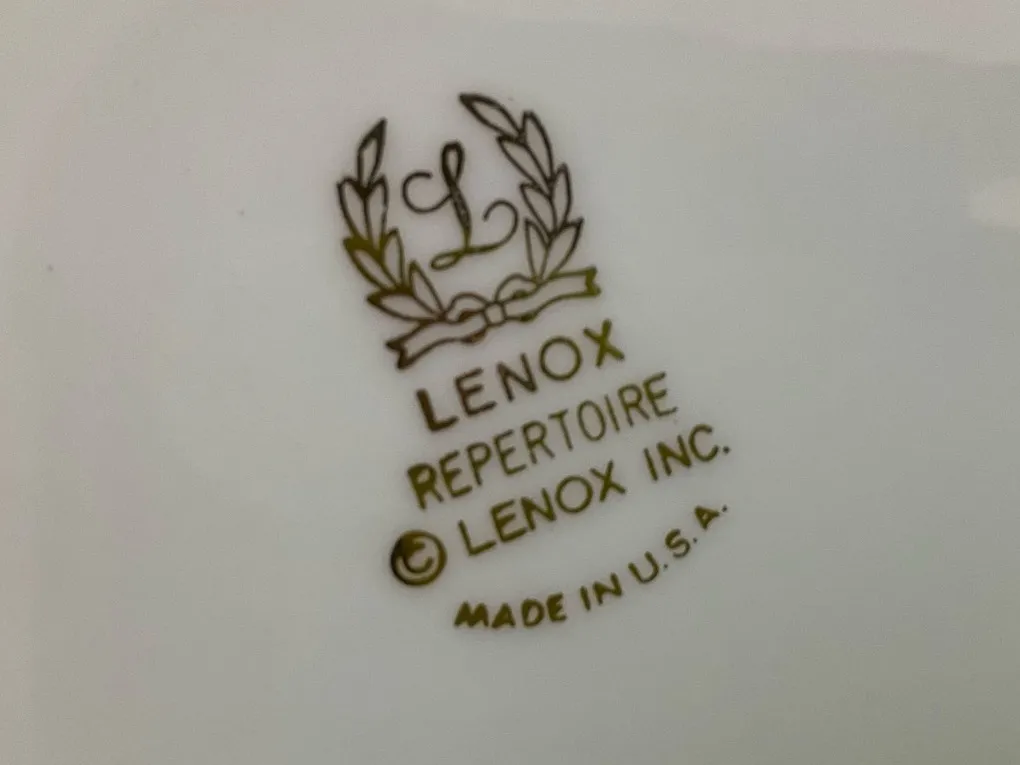 L
LENOX
REPERTOIRE
© LENOX INC.
MADE IN U.S.A.